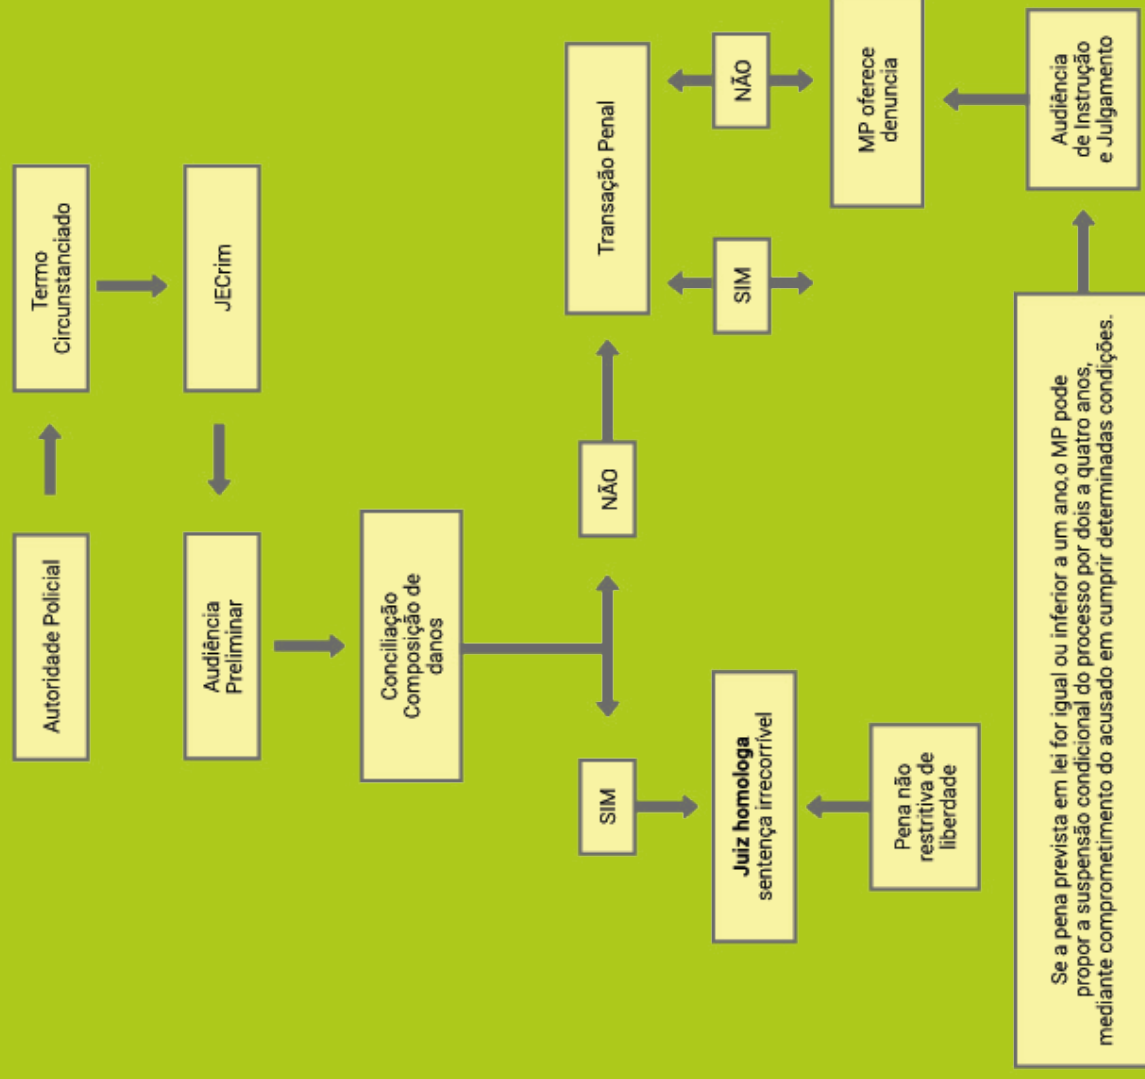 Autoridade Policial
Termo
Circunstanciado
JECrim
Audiência
Preliminar
Conciliação
Composição de
danos
SIM
NÃO
Juiz homologa
sentença irrecorrível
Pena não
restritiva de
liberdade
Transação Penal
SIM
NÃO
MP oferece
denuncia
Audiência
de Instrução
e Julgamento
Se a pena prevista em lei for igual ou inferior a um ano,o MP pode
propor a suspensão condicional do processo por dois a quatro anos,
mediante comprometimento do acusado em cumprir determinadas condições.